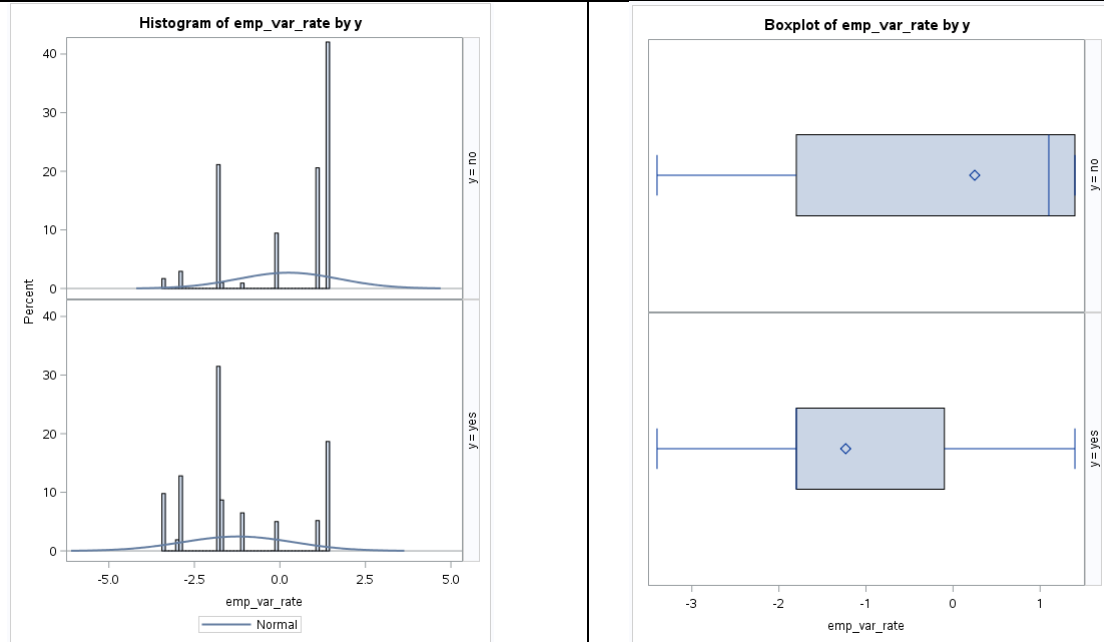 Histogram of emp_var_rate by y
40
30
20
10
0
y = no
Percent
40
30
20
10
0
y = yes
-5.0 -2.5 0.0 2.5 5.0
emp_var_rate
Normal
Boxplot of emp_var_rate by y
y = no
y = yes
-3 -2 -1 0 1
emp_var_rate